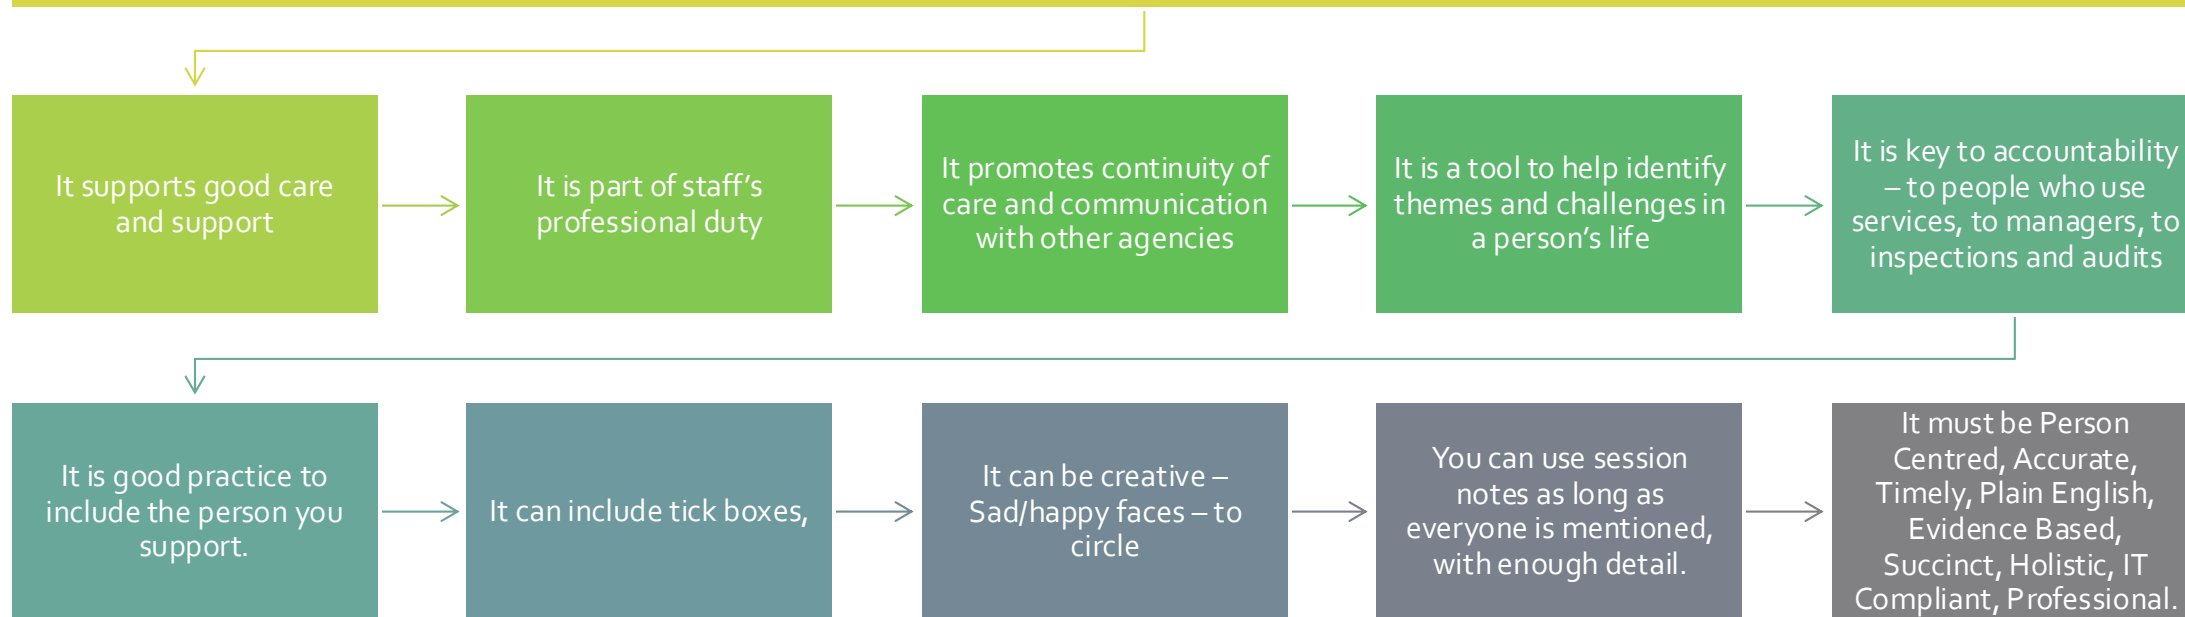 It supports good care
and support
It is part of staff’s
professional duty
It promotes continuity of
care and communication
with other agencies
It is a tool to help identify
themes and challenges in
a person’s life
It is key to accountability
– to people who use
services, to managers, to
inspections and audits
It is good practice to
include the person you
support.
It can include tick boxes,
It can be creative –
Sad/happy faces – to
circle
You can use session
notes as long as
everyone is mentioned,
with enough detail.
It must be Person
Centred, Accurate,
Timely, Plain English,
Evidence Based,
Succinct, Holistic, IT
Compliant, Professional.